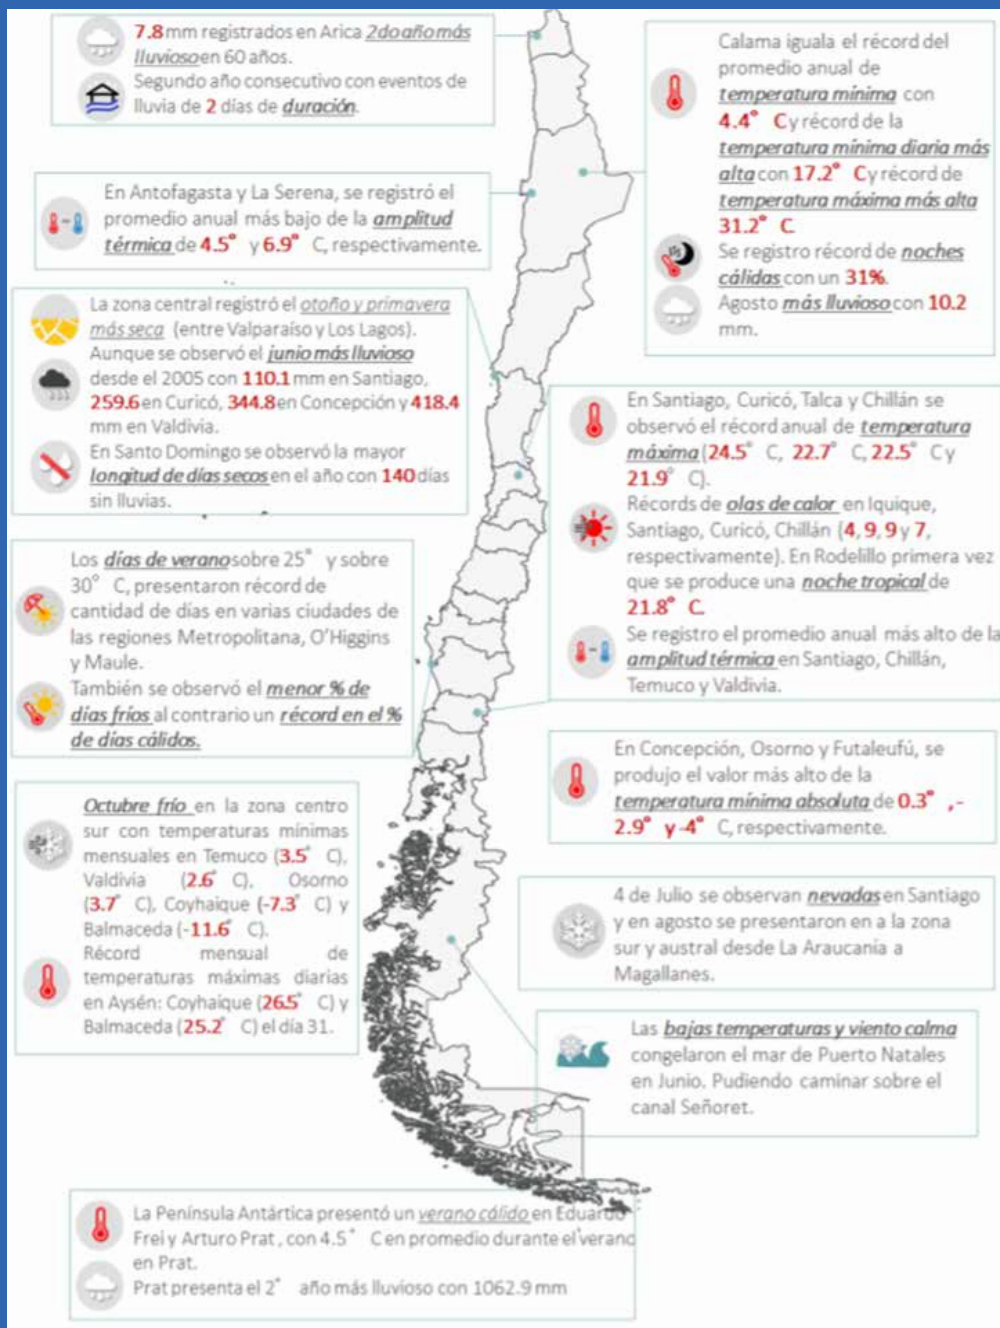 7.8 mm registrados en Arica 2do año más
lluvioso en 60 años.
Segundo año consecutivo con eventos de
lluvia de 2 días de duración.
Calama iguala el récord del
promedio anual de
temperatura mínima con
4.4° C y récord de la
temperatura mínima diaria más
alta con 17.2° C y récord de
temperatura máxima más alta
31.2° C.
Se registro récord de noches
cálidas con un 31%.
Agosto más lluvioso con 10.2
mm.
En Antofagasta y La Serena, se registró el
promedio anual más bajo de la amplitud
térmica de 4.5° y 6.9° C, respectivamente.
La zona central registró el otoño y primavera
más seca (entre Valparaíso y Los Lagos).
Aunque se observó el junio más lluvioso
desde el 2005 con 110.1 mm en Santiago,
259.6 en Curicó, 344.8 en Concepción y 418.4
mm en Valdivia.
En Santo Domingo se observó la mayor
longitud de días secos en el año con 140 días
sin lluvias.
En Santiago, Curicó, Talca y Chillán se
observó el récord anual de temperatura
máxima (24.5° C, 22.7° C, 22.5° C y
21.9° C).
Récords de olas de calor en Iquique,
Santiago, Curicó, Chillán (4, 9, 9 y 7,
respectivamente). En Rodelillo primera vez
que se produce una noche tropical de
21.8° C.
Se registro el promedio anual más alto de la
amplitud térmica en Santiago, Chillán,
Temuco y Valdivia.
Los días de verano sobre 25° y sobre
30° C, presentaron récord de
cantidad de días en varias ciudades de
las regiones Metropolitana, O'Higgins
y Maule.
También se observó el menor % de
días fríos al contrario un récord en el %
de días cálidos.
En Concepción, Osorno y Futaleufú, se
produjo el valor más alto de la
temperatura mínima absoluta de 0.3° ,-
2.9° y -4° C, respectivamente.
Octubre frío en la zona centro
sur con temperaturas mínimas
mensuales en Temuco (3.5° C),
Valdivia (2.6° C), Osorno
(3.7° C), Coyhaique (-7.3° C) y
Balmaceda (-11.6° C).
Récord mensual de
temperaturas máximas diarias
en Aysén: Coyhaique (26.5° C) y
Balmaceda (25.2° C) el día 31.
4 de Julio se observan nevadas en Santiago
y en agosto se presentaron en a la zona
sur y austral desde La Araucanía a
Magallanes.
Las bajas temperaturas y viento calma
congelaron el mar de Puerto Natales
en Junio. Pudiendo caminar sobre el
canal Señoret.
La Península Antártica presentó un verano cálido en Eduardo
Frei y Arturo Prat , con 4.5° C en promedio durante el verano
en Prat.
Prat presenta el 2° año más lluvioso con 1062.9 mm